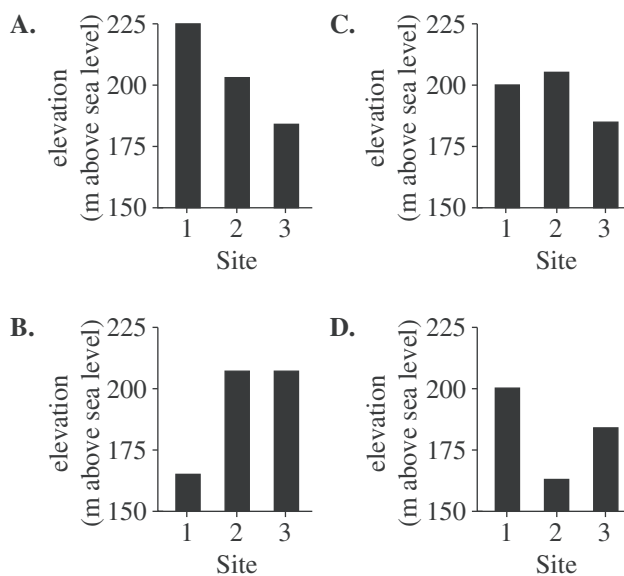 A.
elevation
(m above sea level)
225
200
175
150
1 2 3
Site
C.
elevation
(m above sea level)
225
200
175
150
1 2 3
Site
B.
elevation
(m above sea level)
225
200
175
150
1 2 3
Site
D.
elevation
(m above sea level)
225
200
175
150
1 2 3
Site